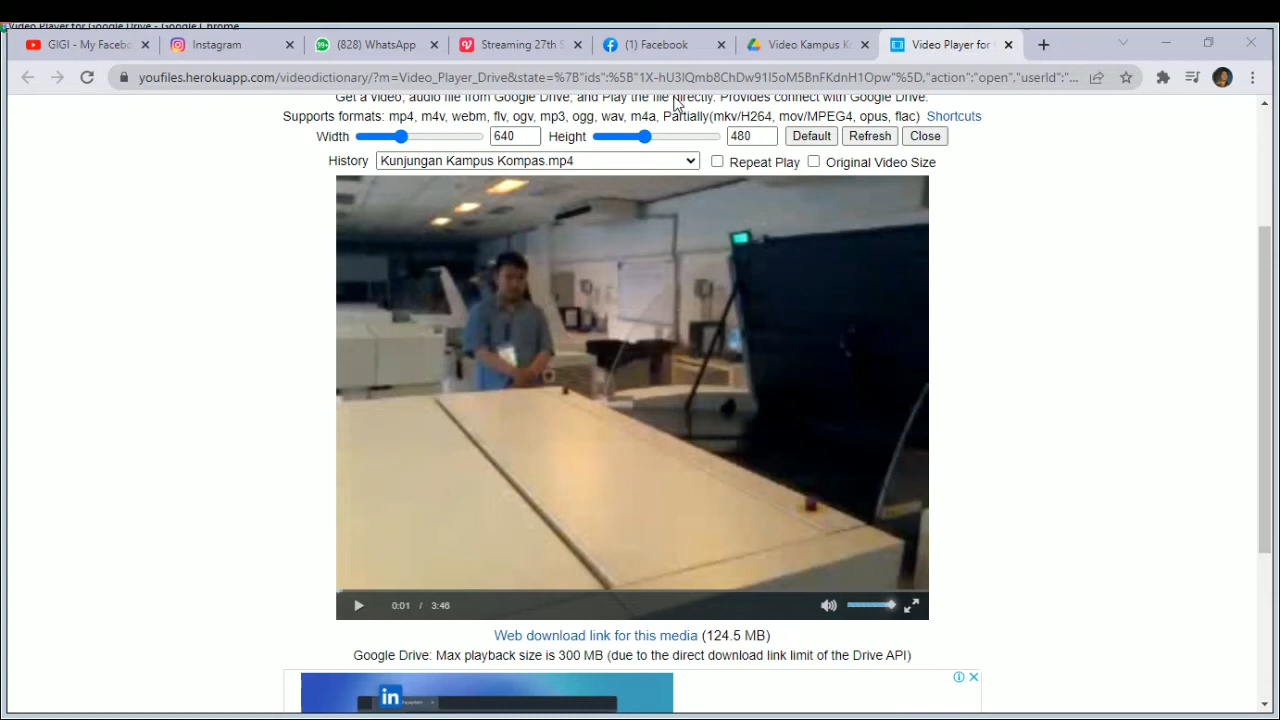 Video Player for Google Drive - Google Chrome
GIGI - My Facebo
Instagram
99+
(828) WhatsApp
Streaming 27th S
(1) Facebook
Video Kampus Ko
Video Player for
youfiles.herokuapp.com/videodictionary/?m=Video_Player_Drive&state=%7B"ids":%5B"1X-hU3IQmb8ChDw91I5oM5BnFKdnH1Opw"%5D,"action":"open","userId":"...
Get a Video, audio file from Google Drive, and Play the file directly. Provides connect with Google Drive.
Supports formats: mp4, m4v, webm, flv, ogv, mp3, ogg, wav, m4a, Partially(mkv/H264, mov/MPEG4, opus, flac) Shortcuts
Width 640 Height 480 Default Refresh Close
History Kunjungan Kampus Kompas.mp4 Repeat Play Original Video Size
0:01 / 3:46
Web download link for this media (124.5 MB)
Google Drive: Max playback size is 300 MB (due to the direct download link limit of the Drive API)
in